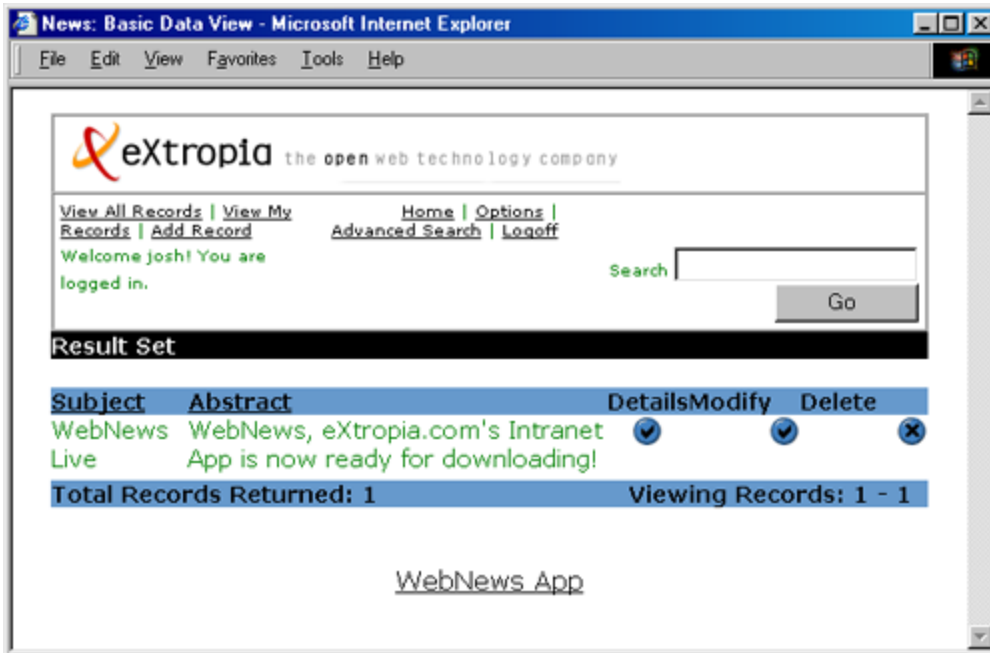 News: Basic Data View - Microsoft Internet Explorer
File Edit View Favorites Tools Help
eXtropia the open web technology company
View All Records | View My Home | Options |
Records | Add Record Advanced Search | Logoff
Welcome josh! You are
logged in.
Search
Go
Result Set
Subject Abstract Details Modify Delete
WebNews WebNews, eXtropia.com's Intranet
Live App is now ready for downloading!
Total Records Returned: 1 Viewing Records: 1 - 1
WebNews App